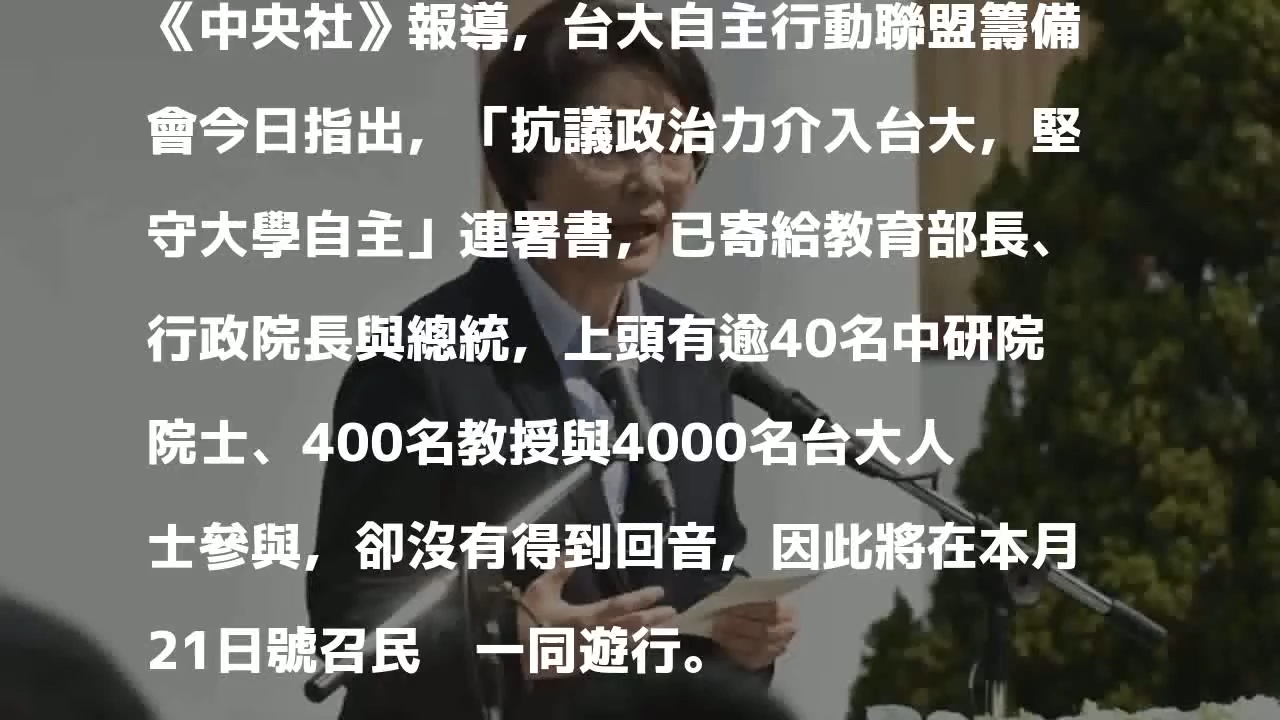 《中央社》報導，台大自主行動聯盟籌備
會今日指出，「抗議政治力介入台大，堅
守大學自主」連署書，已寄給教育部長、
行政院長與總統，上頭有逾40名中研院
院士、400名教授與4000名台大人
士參與，卻沒有得到回音，因此將在本月
21日號召民　一同遊行。